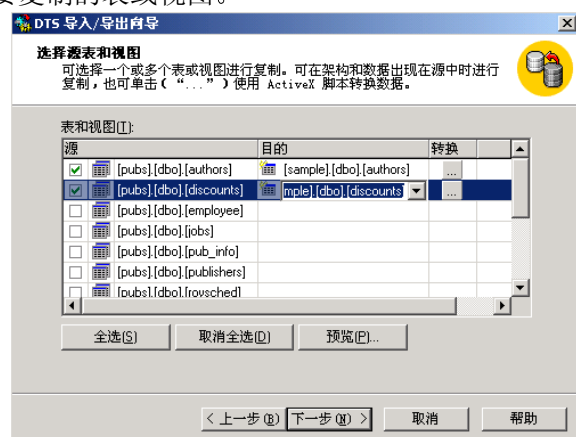 要复制的表或视图。
DTS 导入/导出向导
选择源表和视图
可选择一个或多个表或视图进行复制。可在架构和数据出现在源中时进行
复制，也可单击(“...”)使用 ActiveX 脚本转换数据。
表和视图(T):
源 目的 转换
[pubs].[dbo].[authors] [sample].[dbo].[authors] ...
[pubs].[dbo].[discounts] mple].[dbo].[discounts] ...
[pubs].[dbo].[employee]
[pubs].[dbo].[jobs]
[pubs].[dbo].[pub_info]
[pubs].[dbo].[publishers]
[pubs].[dbo].[roysched]
全选(S) 取消全选(D) 预览(P)...
< 上一步(B) 下一步(N) > 取消 帮助